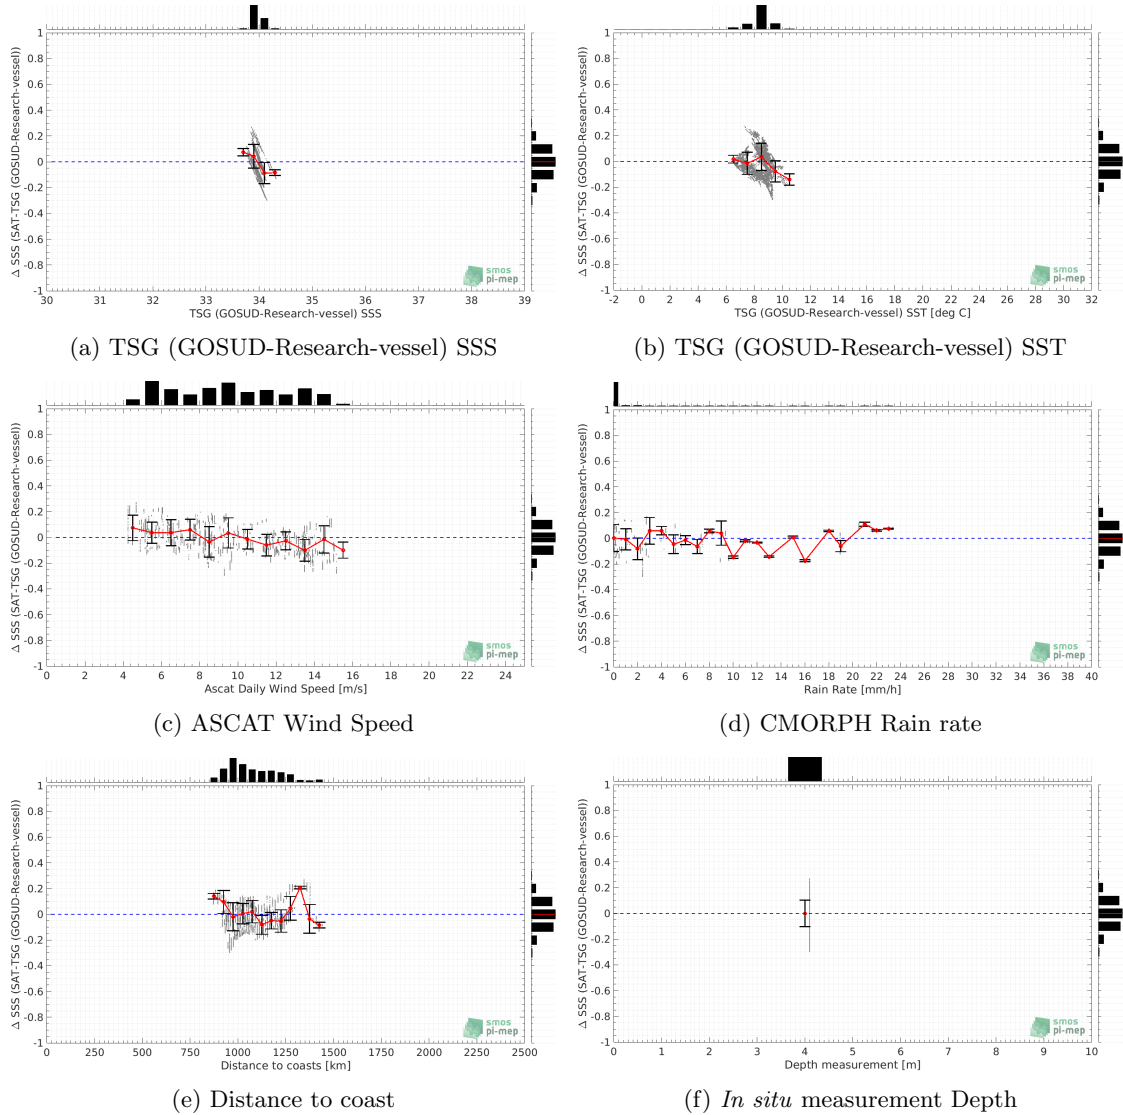 1
0.8
0.6
0.4
0.2
0
-0.2
-0.4
-0.6
-0.8
-1
Δ SSS (SAT-TSG (GOSUD-Research-vessel))
smos
pi-mep
30 31 32 33 34 35 36 37 38 39
TSG (GOSUD-Research-vessel) SSS
(a) TSG (GOSUD-Research-vessel) SSS
1
0.8
0.6
0.4
0.2
0
-0.2
-0.4
-0.6
-0.8
-1
Δ SSS (SAT-TSG (GOSUD-Research-vessel))
smos
pi-mep
-2 0 2 4 6 8 10 12 14 16 18 20 22 24 26 28 30 32
TSG (GOSUD-Research-vessel) SST [deg C]
(b) TSG (GOSUD-Research-vessel) SST
1
0.8
0.6
0.4
0.2
0
-0.2
-0.4
-0.6
-0.8
-1
Δ SSS (SAT-TSG (GOSUD-Research-vessel))
smos
pi-mep
0 2 4 6 8 10 12 14 16 18 20 22 24
Ascat Daily Wind Speed [m/s]
(c) ASCAT Wind Speed
1
0.8
0.6
0.4
0.2
0
-0.2
-0.4
-0.6
-0.8
-1
Δ SSS (SAT-TSG (GOSUD-Research-vessel))
smos
pi-mep
0 2 4 6 8 10 12 14 16 18 20 22 24 26 28 30 32 34 36 38 40
Rain Rate [mm/h]
(d) CMORPH Rain rate
1
0.8
0.6
0.4
0.2
0
-0.2
-0.4
-0.6
-0.8
-1
Δ SSS (SAT-TSG (GOSUD-Research-vessel))
smos
pi-mep
0 250 500 750 1000 1250 1500 1750 2000 2250 2500
Distance to coasts [km]
(e) Distance to coast
1
0.8
0.6
0.4
0.2
0
-0.2
-0.4
-0.6
-0.8
-1
Δ SSS (SAT-TSG (GOSUD-Research-vessel))
smos
pi-mep
0 1 2 3 4 5 6 7 8 9 10
Depth measurement [m]
(f) In situ measurement Depth